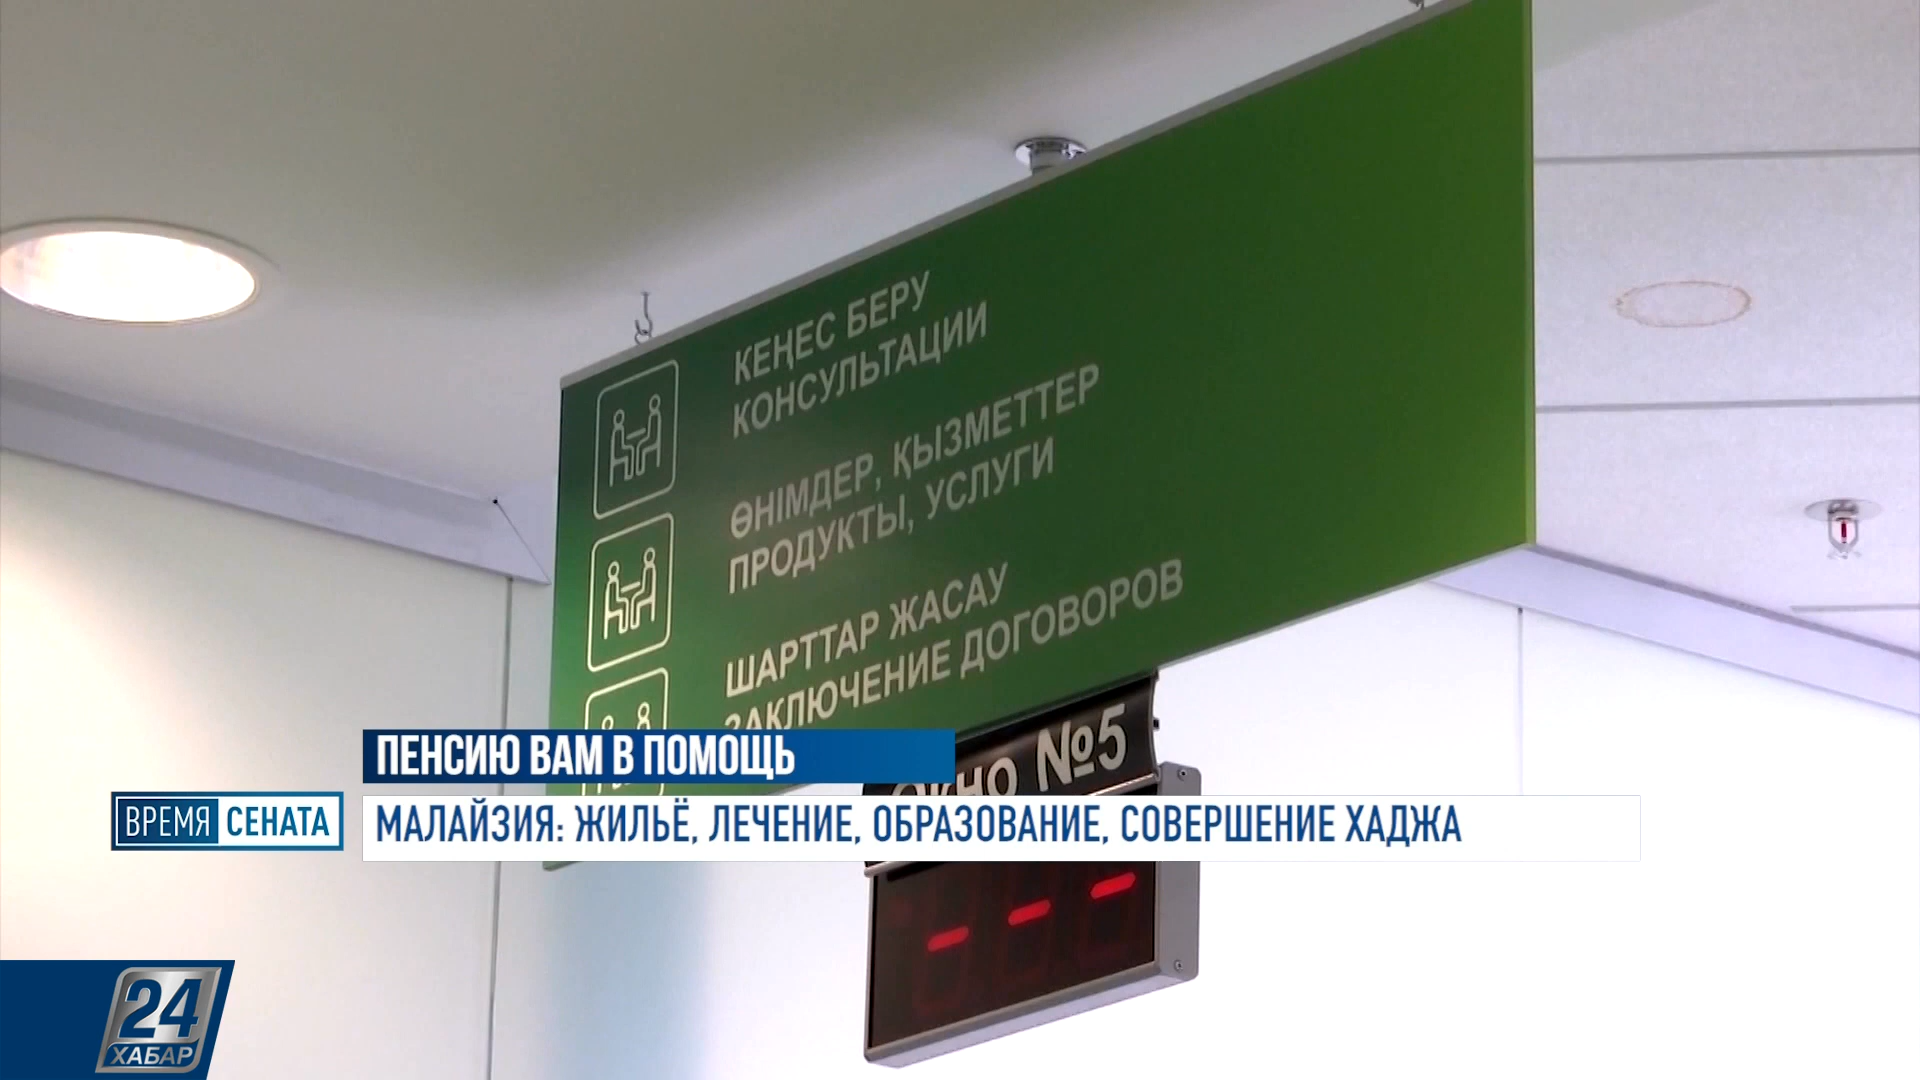 КЕҢЕС БЕРУ
КОНСУЛЬТАЦИИ
ӨНІМДЕР, ҚЫЗМЕТТЕР
ПРОДУКТЫ, УСЛУГИ
ШАРТТАР ЖАСАУ
ЗАКЛЮЧЕНИЕ ДОГОВОРОВ
Окно №5
ПЕНСИЮ ВАМ В ПОМОЩЬ
ВРЕМЯ СЕНАТА
МАЛАЙЗИЯ: ЖИЛЬЁ, ЛЕЧЕНИЕ, ОБРАЗОВАНИЕ, СОВЕРШЕНИЕ ХАДЖА
- - -
24
ХАБАР